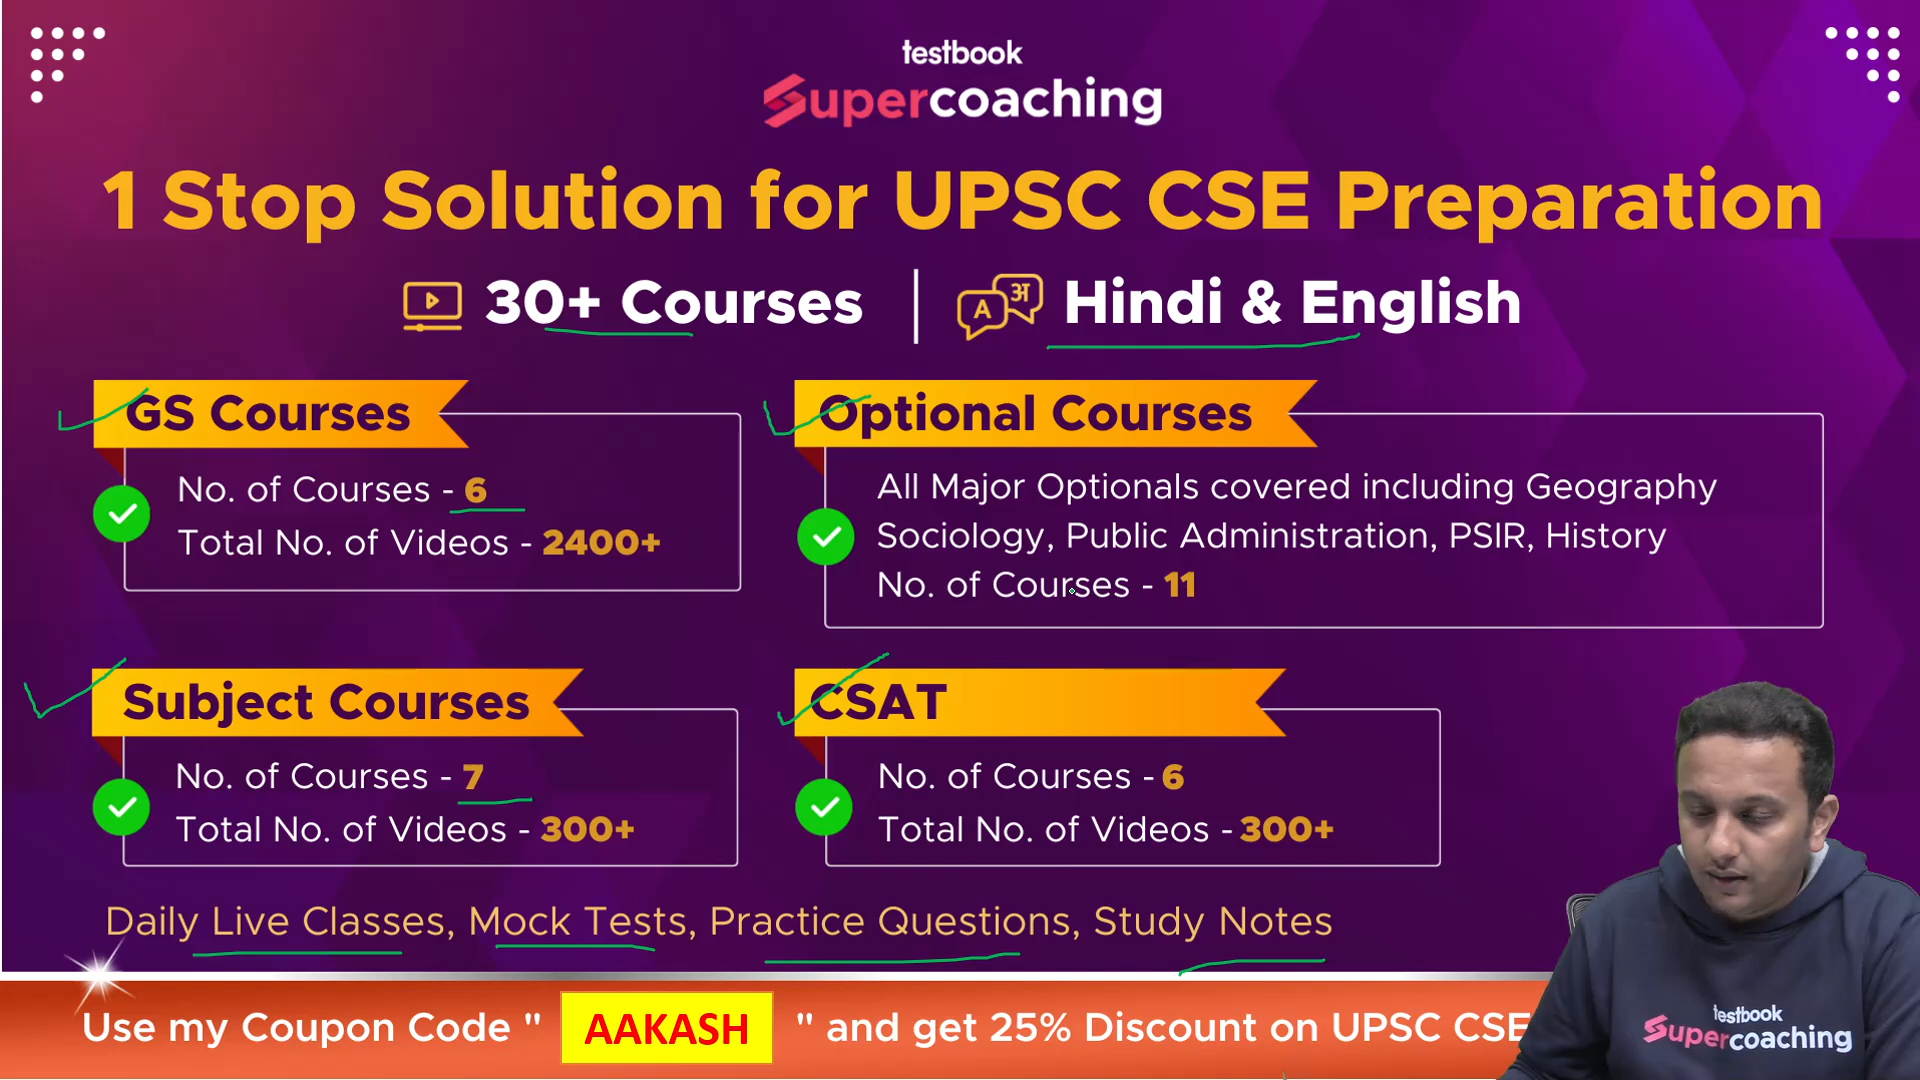 testbook
Supercoaching
1 Stop Solution for UPSC CSE Preparation
30+ Courses
A अ
Hindi & English
GS Courses
No. of Courses - 6
Total No. of Videos - 2400+
Optional Courses
All Major Optionals covered including Geography
Sociology, Public Administration, PSIR, History
No. of Courses - 11
Subject Courses
No. of Courses - 7
Total No. of Videos - 300+
CSAT
No. of Courses - 6
Total No. of Videos - 300+
Daily Live Classes, Mock Tests, Practice Questions, Study Notes
Use my Coupon Code " AAKASH " and get 25% Discount on UPSC CSE
testbook
Supercoaching